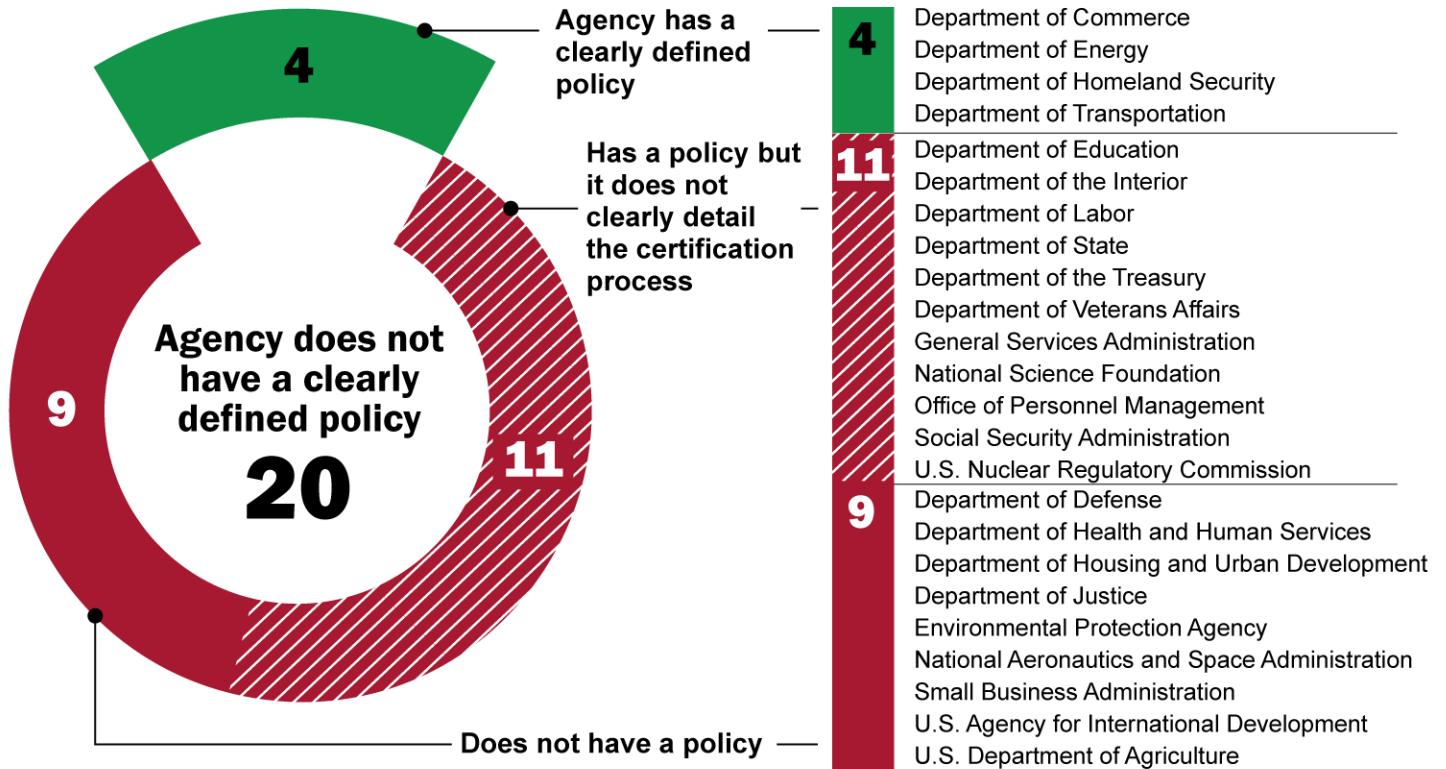 4
Agency has a
clearly defined
policy
Has a policy but
it does not
clearly detail
the certification
process
Agency does not
have a clearly
defined policy
20
9
11
Does not have a policy
4
Department of Commerce
Department of Energy
Department of Homeland Security
Department of Transportation
11
Department of Education
Department of the Interior
Department of Labor
Department of State
Department of the Treasury
Department of Veterans Affairs
General Services Administration
National Science Foundation
Office of Personnel Management
Social Security Administration
U.S. Nuclear Regulatory Commission
9
Department of Defense
Department of Health and Human Services
Department of Housing and Urban Development
Department of Justice
Environmental Protection Agency
National Aeronautics and Space Administration
Small Business Administration
U.S. Agency for International Development
U.S. Department of Agriculture